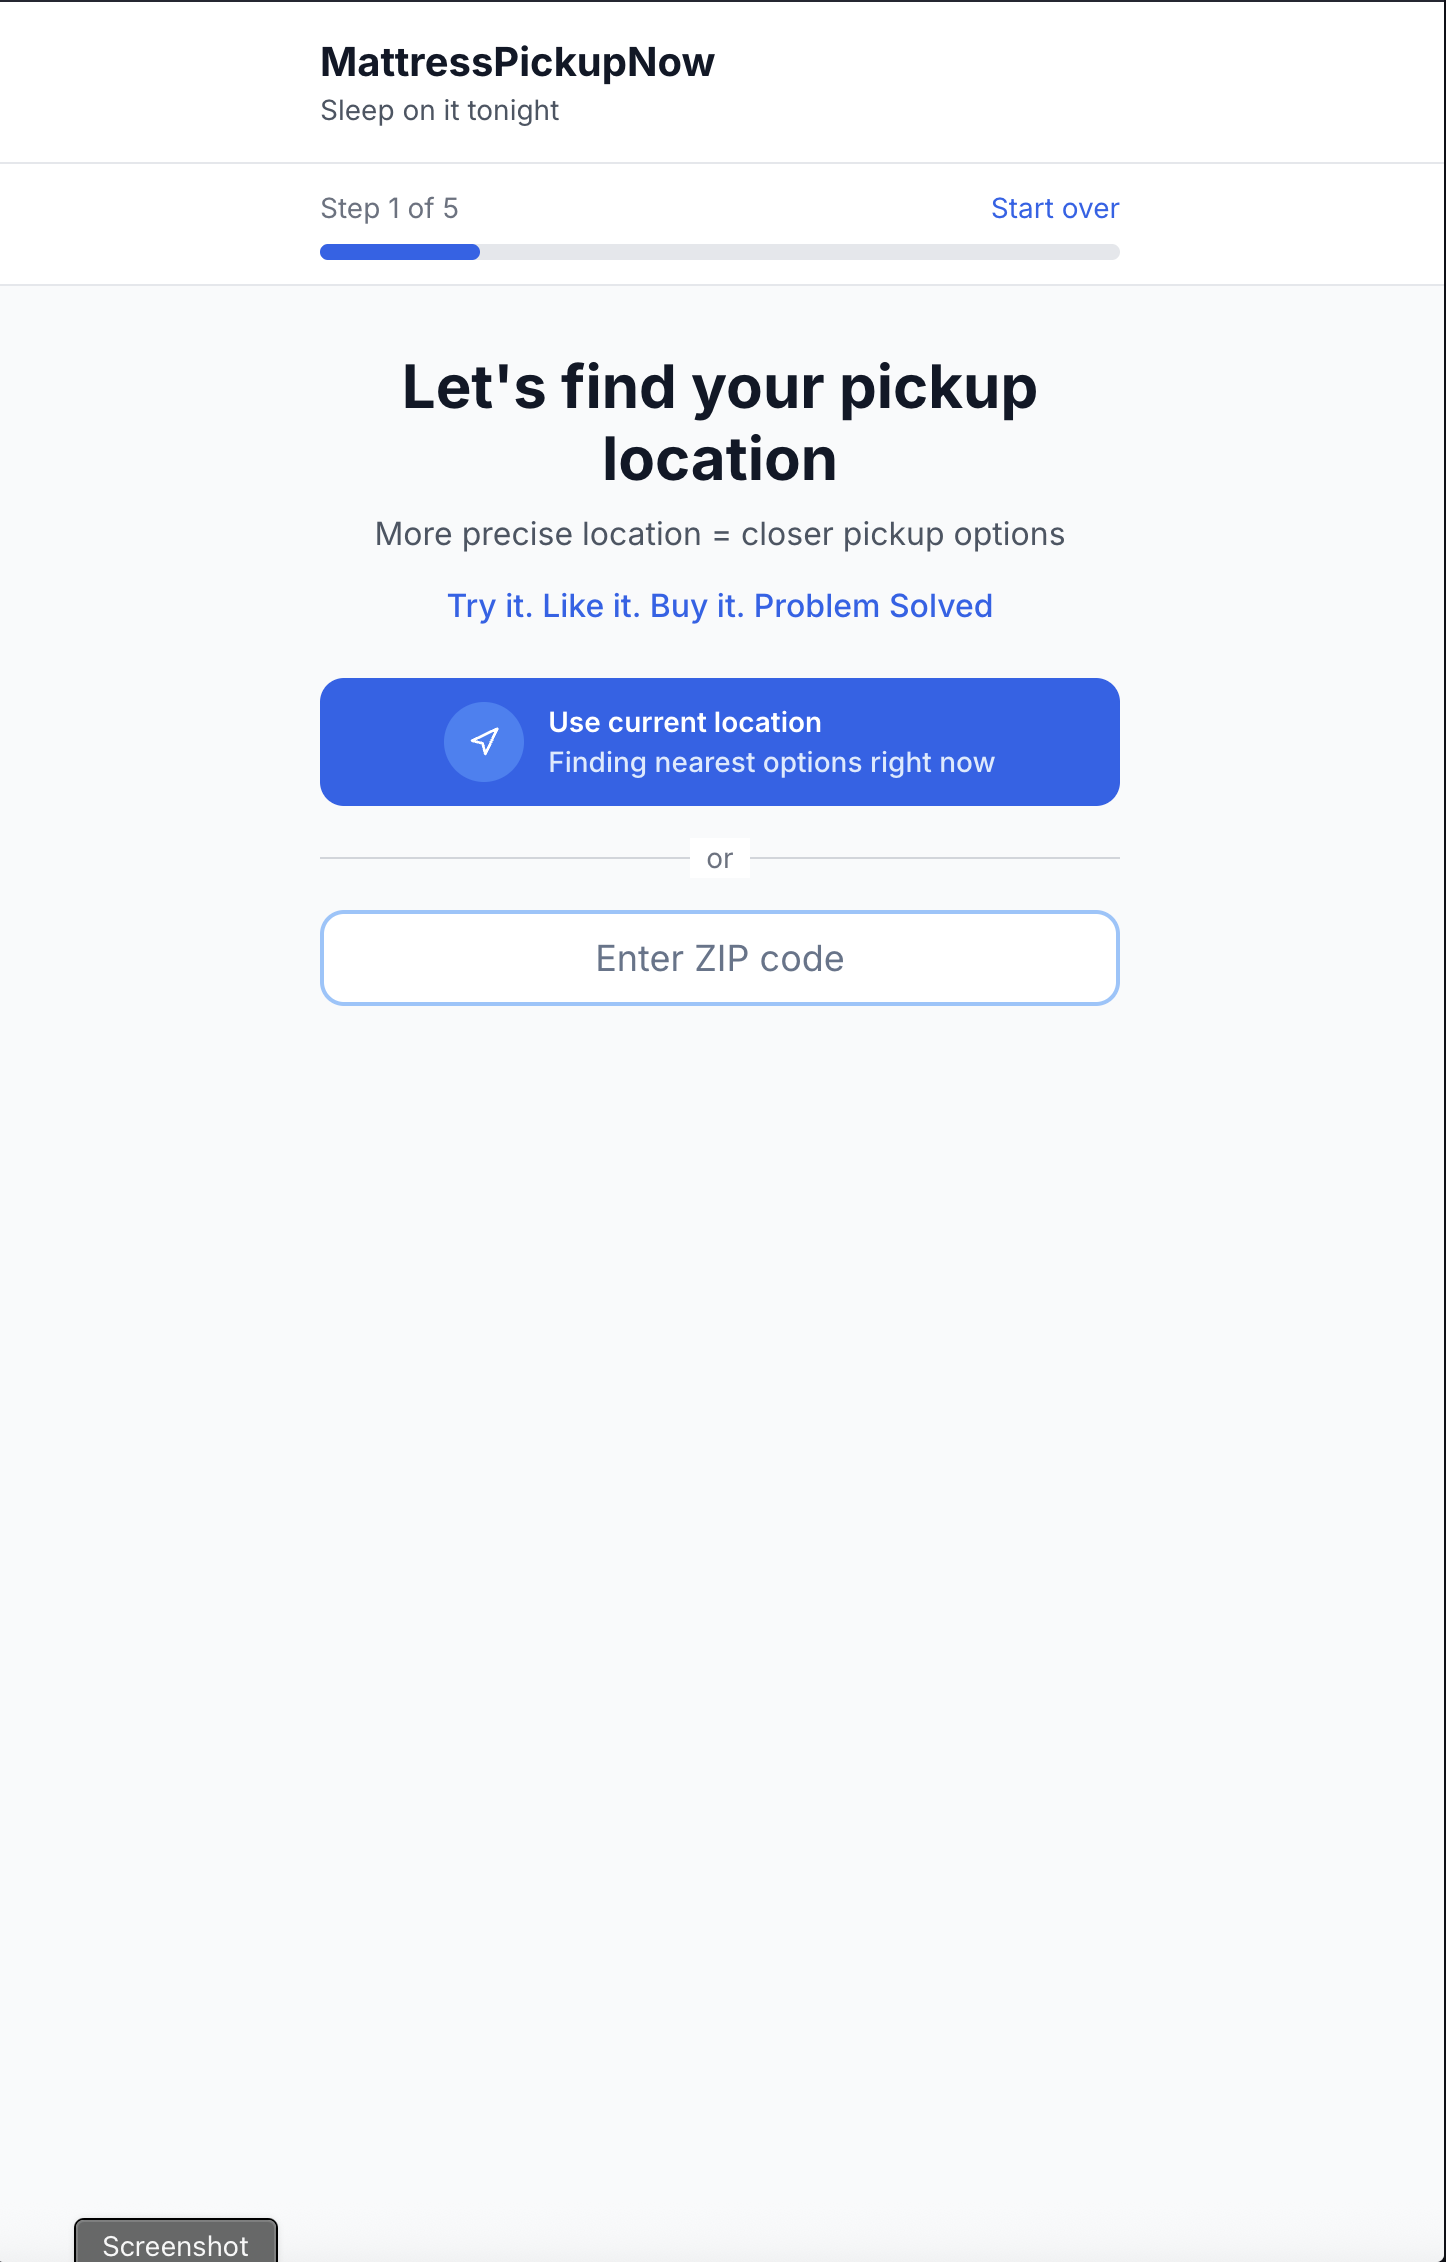 MattressPickupNow
Sleep on it tonight
Step 1 of 5
Start over
Let's find your pickup
location
More precise location = closer pickup options
Try it. Like it. Buy it. Problem Solved
Use current location
Finding nearest options right now
or
Enter ZIP code
Screenshot